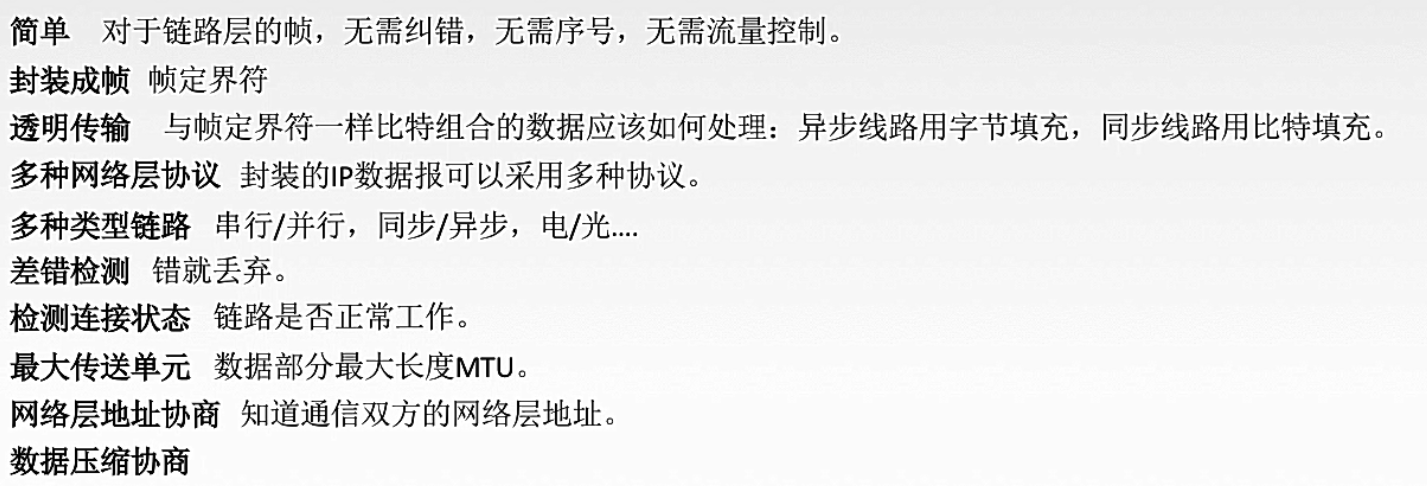 简单 对于链路层的帧，无需纠错，无需序号，无需流量控制。
封装成帧 帧定界符
透明传输 与帧定界符一样比特组合的数据应该如何处理：异步线路用字节填充，同步线路用比特填充。
多种网络层协议 封装的IP数据报可以采用多种协议。
多种类型链路 串行/并行，同步/异步，电/光....
差错检测 错就丢弃。
检测连接状态 链路是否正常工作。
最大传送单元 数据部分最大长度MTU。
网络层地址协商 知道通信双方的网络层地址。
数据压缩协商